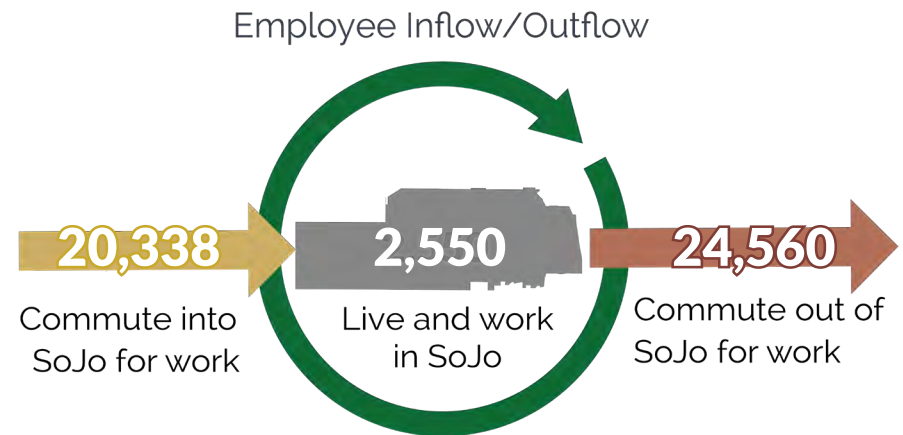 Employee Inflow/Outflow
20,338
Commute into
SoJo for work
2,550
Live and work
in SoJo
24,560
Commute out of
SoJo for work